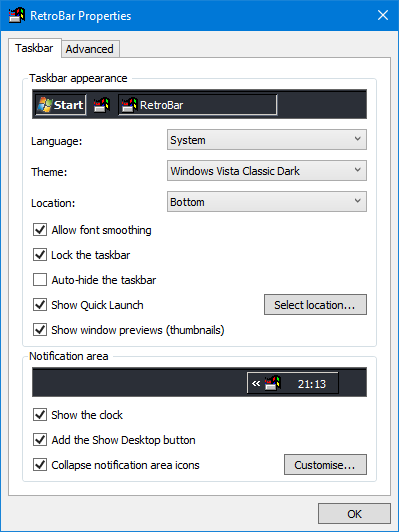 RetroBar Properties
Taskbar Advanced
Taskbar appearance
Start RetroBar
Language: System
Theme: Windows Vista Classic Dark
Location: Bottom
Allow font smoothing
Lock the taskbar
Auto-hide the taskbar
Show Quick Launch Select location...
Show window previews (thumbnails)
Notification area
« 21:13
Show the clock
Add the Show Desktop button
Collapse notification area icons Customise...
OK